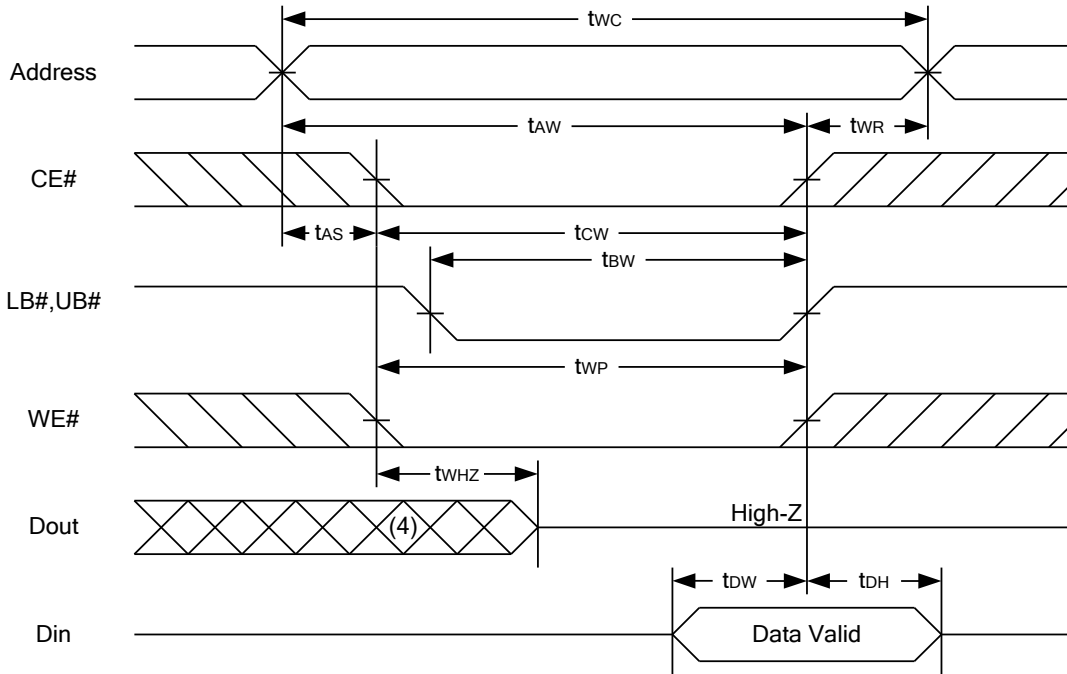 tWC
Address
tAW
tWR
CE#
tAS
tCW
tBW
LB#,UB#
tWP
WE#
tWHZ
Dout
(4)
High-Z
tDW
tDH
Din
Data Valid